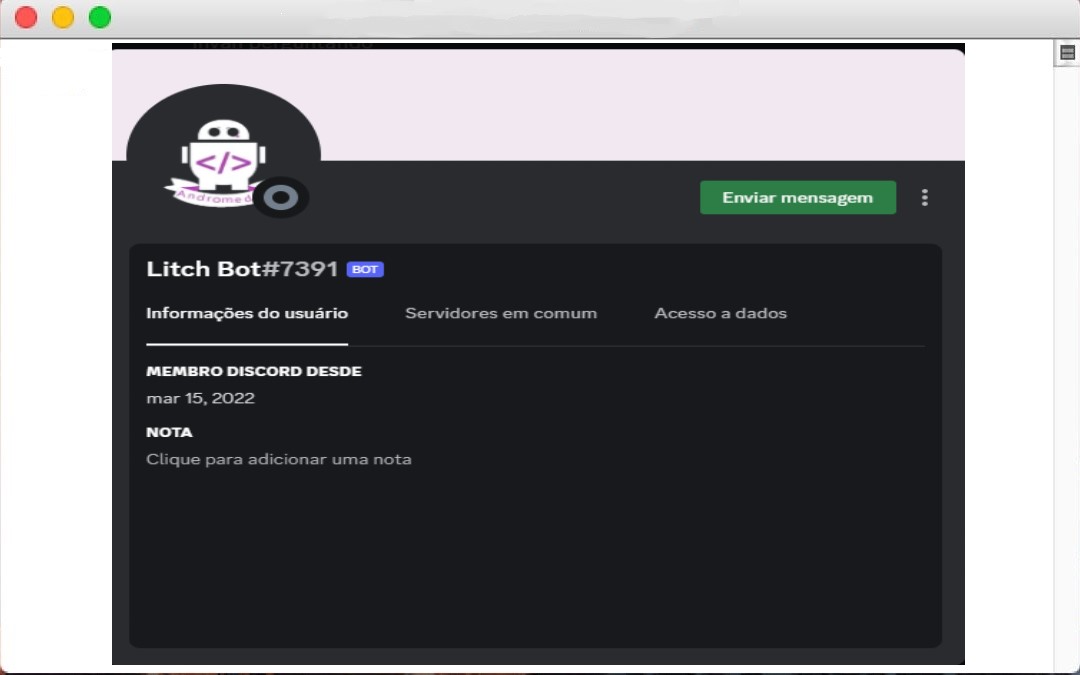 </>
Andromed
Enviar mensagem
Litch Bot#7391 BOT
Informações do usuário Servidores em comum Acesso a dados
MEMBRO DISCORD DESDE
mar 15, 2022
NOTA
Clique para adicionar uma nota